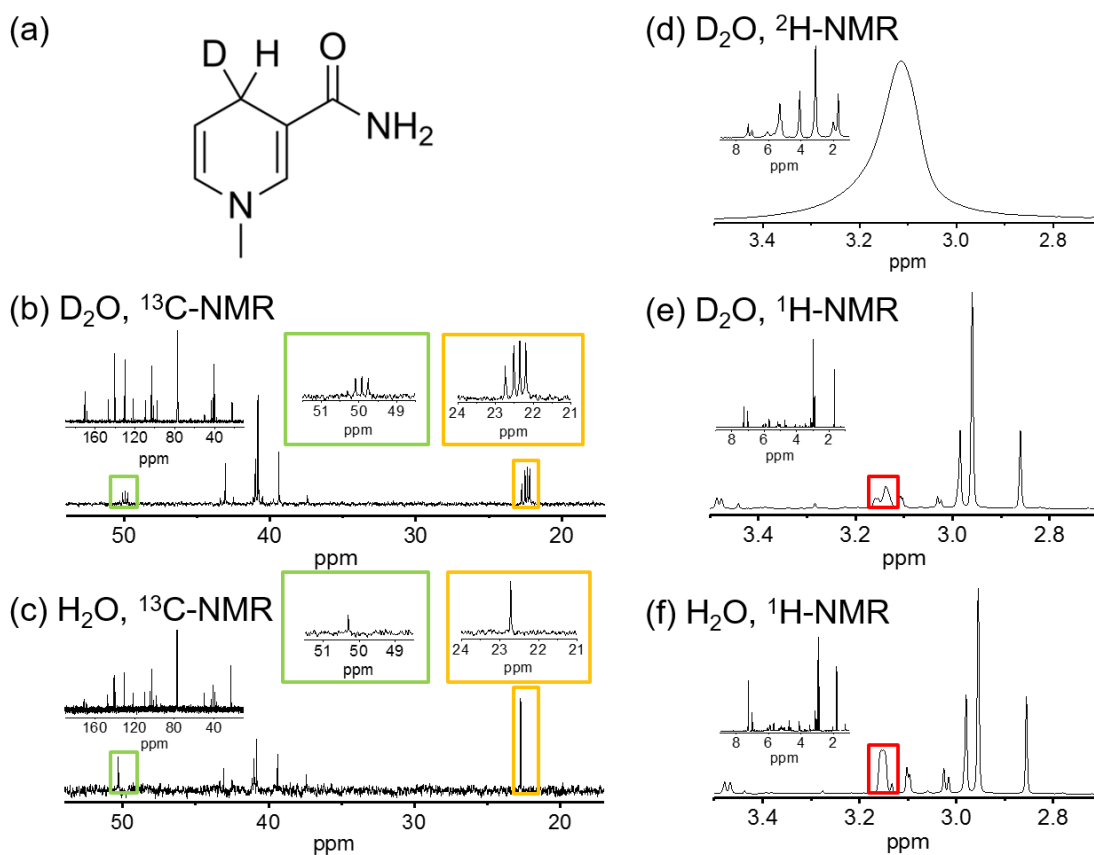 (a)
D H O
NH₂
N
(b) D₂O, ¹³C-NMR
160 120 80 40
ppm
51 50 49
ppm
24 23 22 21
ppm
50 40 30 20
ppm
(c) H₂O, ¹³C-NMR
160 120 80 40
ppm
51 50 49
ppm
24 23 22 21
ppm
50 40 30 20
ppm
(d) D₂O, ²H-NMR
8 6 4 2
ppm
3.4 3.2 3.0 2.8
ppm
(e) D₂O, ¹H-NMR
8 6 4 2
ppm
3.4 3.2 3.0 2.8
ppm
(f) H₂O, ¹H-NMR
8 6 4 2
ppm
3.4 3.2 3.0 2.8
ppm